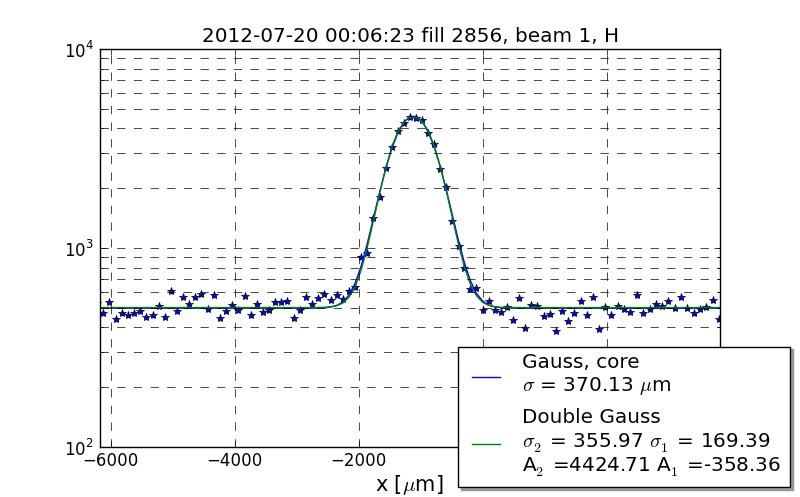 2012-07-20 00:06:23 fill 2856, beam 1, H
10⁴
10³
10²
−6000 −4000 −2000
x [μm]
Gauss, core
σ = 370.13 μm
Double Gauss
σ₂ = 355.97 σ₁ = 169.39
A₂ =4424.71 A₁ =-358.36